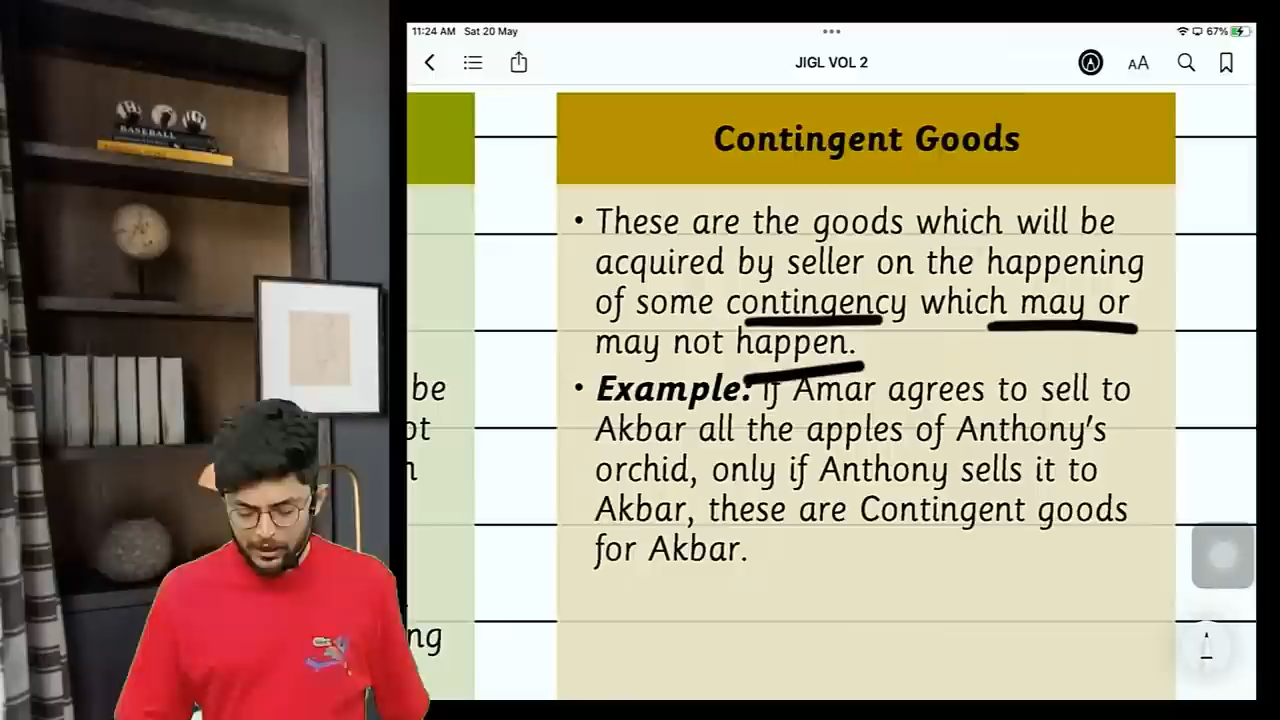 11:24 AM Sat 20 May
67%
JIGL VOL 2
AA
BASEBALL
Contingent Goods
• These are the goods which will be
acquired by seller on the happening
of some contingency which may or
may not happen.
• Example: If Amar agrees to sell to
Akbar all the apples of Anthony's
orchid, only if Anthony sells it to
Akbar, these are Contingent goods
for Akbar.
be
ot
n
ng